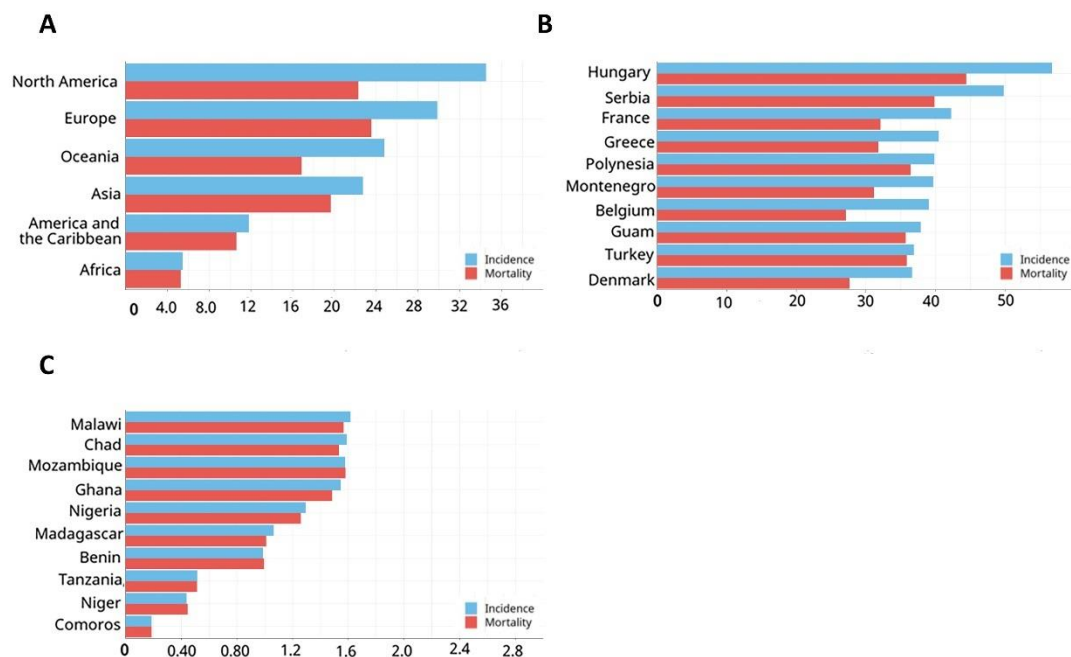 A
North America
Europe
Oceania
Asia
America and
the Caribbean
Africa
Incidence
Mortality
0 4.0 8.0 12 16 20 24 28 32 36
B
Hungary
Serbia
France
Greece
Polynesia
Montenegro
Belgium
Guam
Turkey
Denmark
Incidence
Mortality
0 10 20 30 40 50
C
Malawi
Chad
Mozambique
Ghana
Nigeria
Madagascar
Benin
Tanzania,
Niger
Comoros
Incidence
Mortality
0 0.40 0.80 1.2 1.6 2.0 2.4 2.8